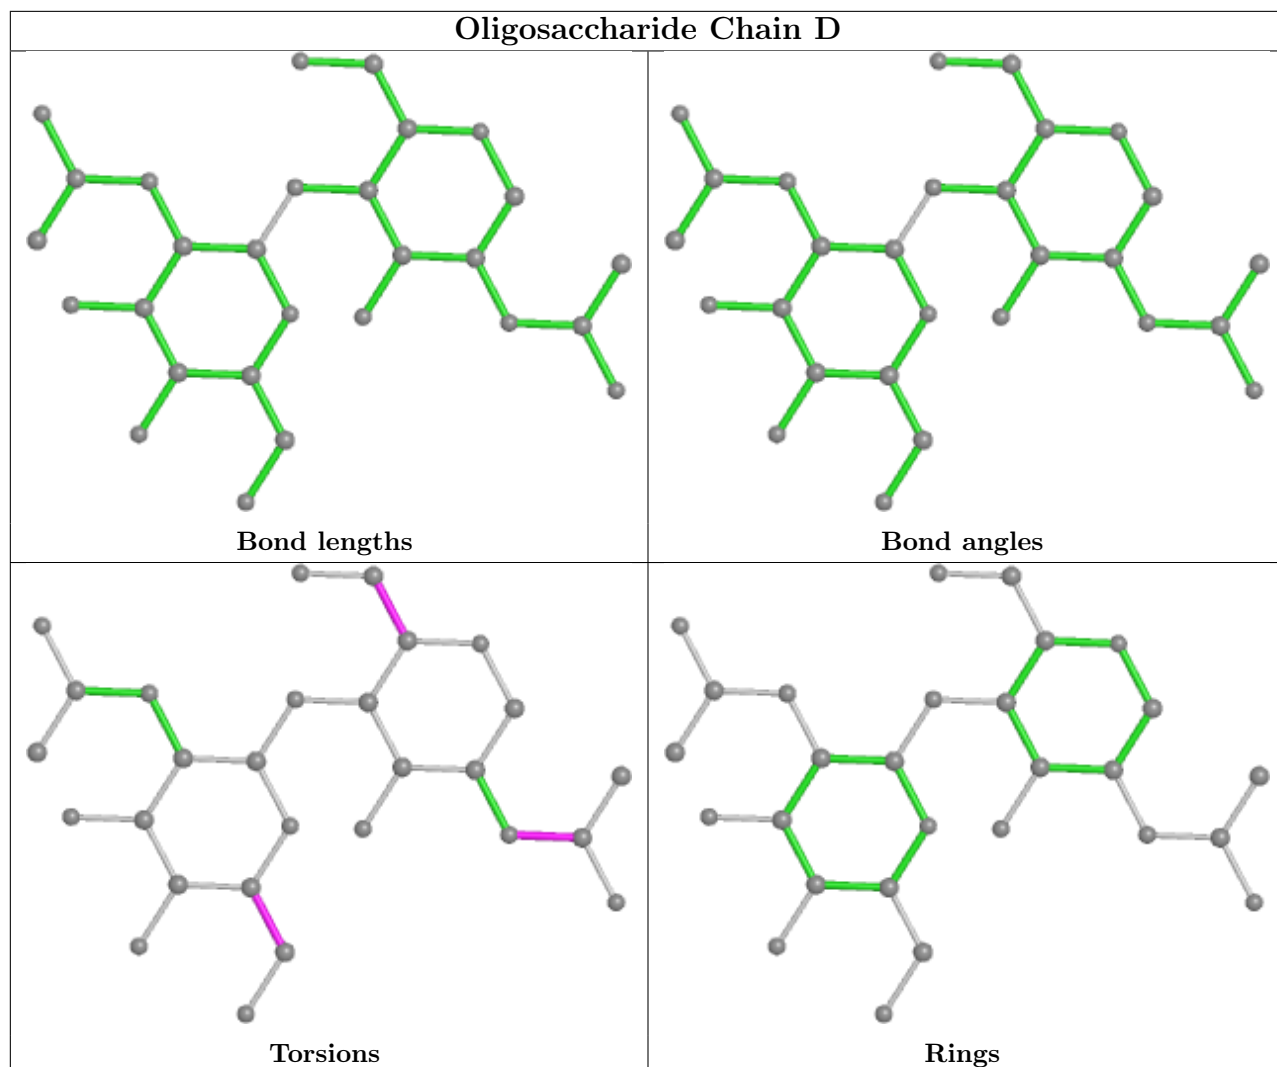 Oligosaccharide Chain D
Bond lengths
Bond angles
Torsions
Rings